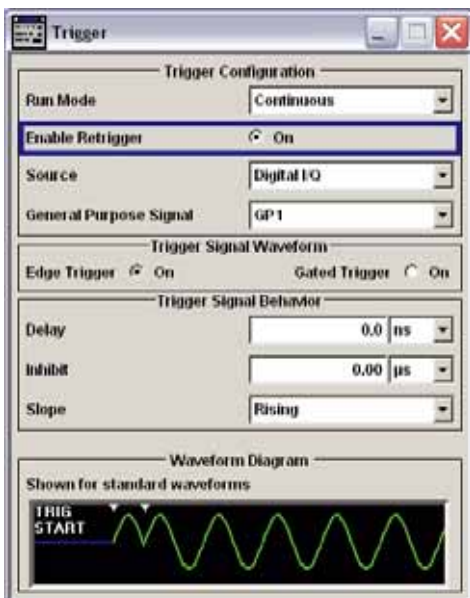 Trigger
Trigger Configuration
Run Mode Continuous
Enable Retrigger On
Source Digital I/Q
General Purpose Signal GP1
Trigger Signal Waveform
Edge Trigger On Gated Trigger On
Trigger Signal Behavior
Delay 0.0 ns
Inhibit 0.00 µs
Slope Rising
Waveform Diagram
Shown for standard waveforms
TRIG
START